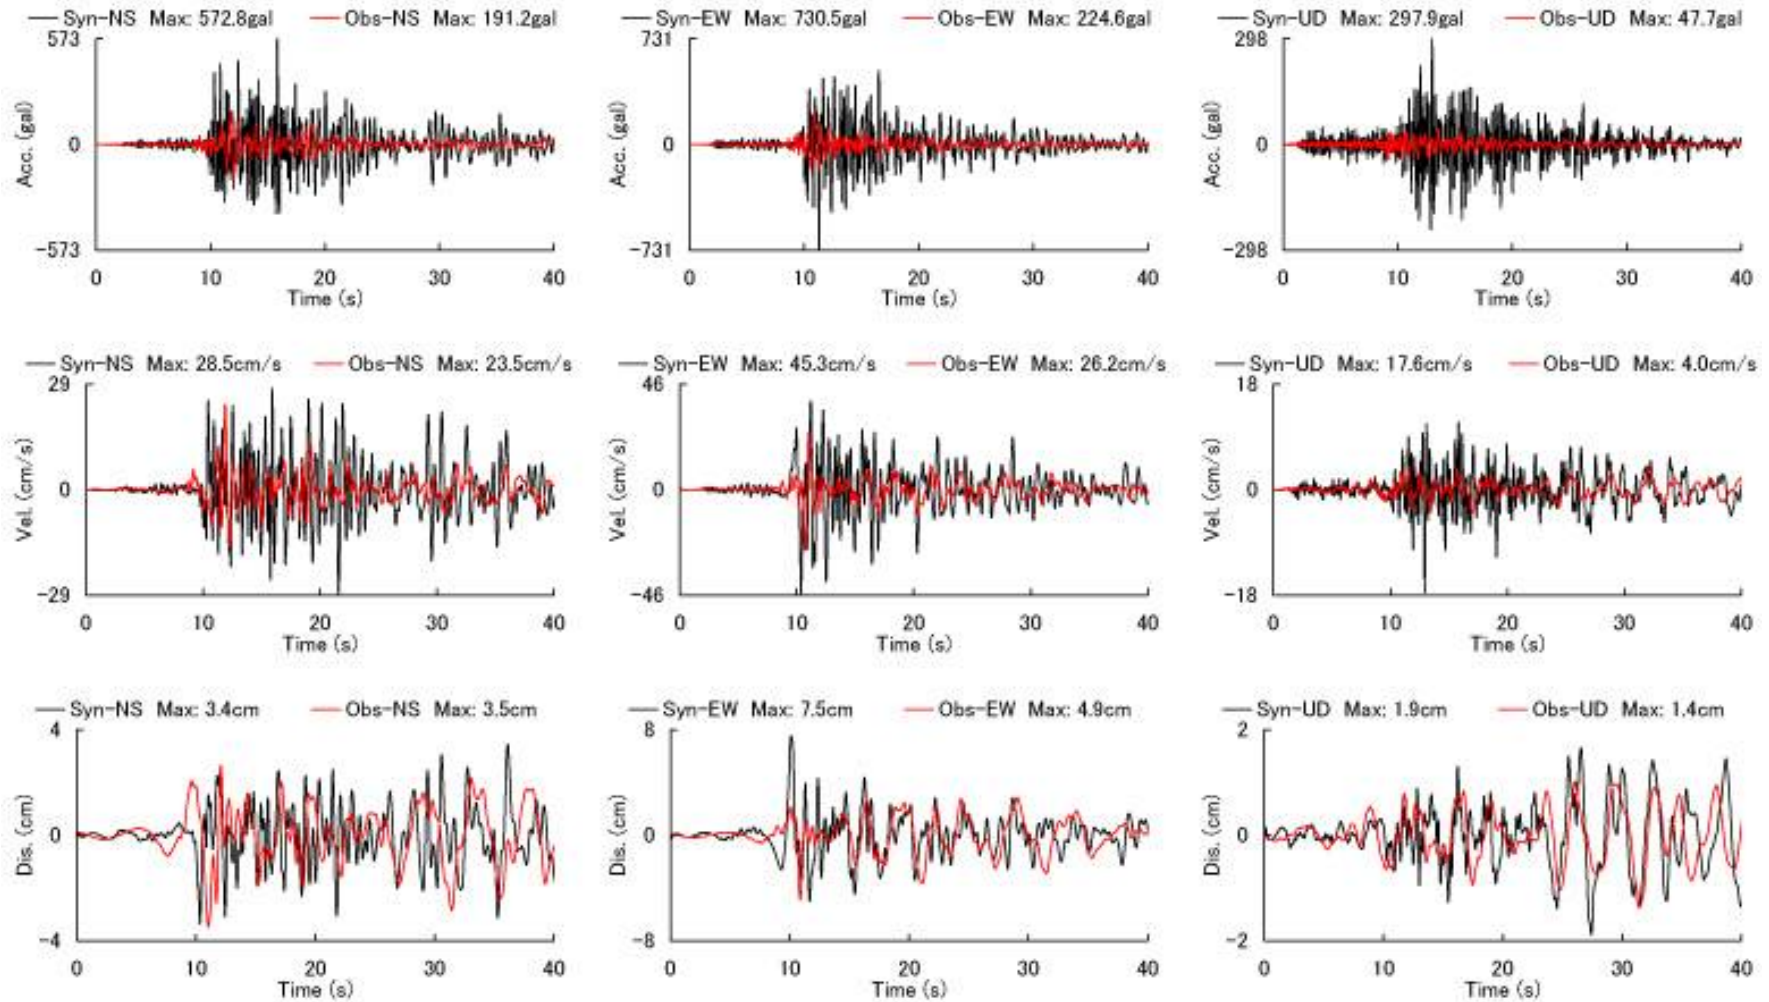 Syn-NS Max: 572.8gal Obs-NS Max: 191.2gal
573
0
-573
Acc. (gal)
0 10 20 30 40
Time (s)
Syn-EW Max: 730.5gal Obs-EW Max: 224.6gal
731
0
-731
Acc. (gal)
0 10 20 30 40
Time (s)
Syn-UD Max: 297.9gal Obs-UD Max: 47.7gal
298
0
-298
Acc. (gal)
0 10 20 30 40
Time (s)
Syn-NS Max: 28.5cm/s Obs-NS Max: 23.5cm/s
29
0
-29
Vel. (cm/s)
0 10 20 30 40
Time (s)
Syn-EW Max: 45.3cm/s Obs-EW Max: 26.2cm/s
46
0
-46
Vel. (cm/s)
0 10 20 30 40
Time (s)
Syn-UD Max: 17.6cm/s Obs-UD Max: 4.0cm/s
18
0
-18
Vel. (cm/s)
0 10 20 30 40
Time (s)
Syn-NS Max: 3.4cm Obs-NS Max: 3.5cm
4
0
-4
Dis. (cm)
0 10 20 30 40
Time (s)
Syn-EW Max: 7.5cm Obs-EW Max: 4.9cm
8
0
-8
Dis. (cm)
0 10 20 30 40
Time (s)
Syn-UD Max: 1.9cm Obs-UD Max: 1.4cm
2
0
-2
Dis. (cm)
0 10 20 30 40
Time (s)